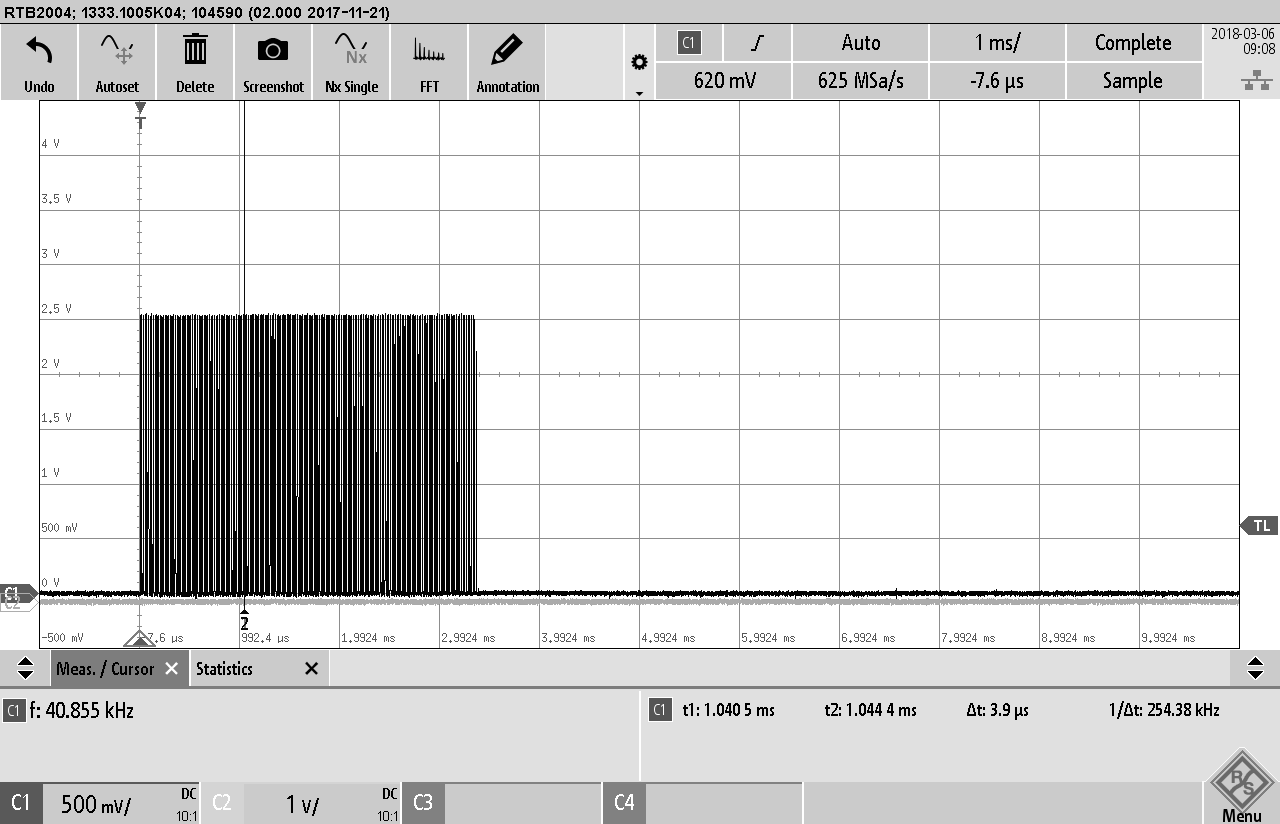 RTB2004; 1333.1005K04; 104590 (02.000 2017-11-21)
Undo
Autoset
Delete
Screenshot
Nx
Nx Single
FFT
Annotation
C1 Auto 1 ms/ Complete
620 mV 625 MSa/s -7.6 µs Sample
2018-03-06
09:08
T
4 V
3.5 V
3 V
2.5 V
2 V
1.5 V
1 V
500 mV
TL
0 V
C1
C2
2
-500 mV
-7.6 µs 992.4 µs 1.9924 ms 2.9924 ms 3.9924 ms 4.9924 ms 5.9924 ms 6.9924 ms 7.9924 ms 8.9924 ms 9.9924 ms
Meas. / Cursor Statistics
C1 f: 40.855 kHz
C1 t1: 1.040 5 ms t2: 1.044 4 ms Δt: 3.9 µs 1/Δt: 254.38 kHz
C1 500 mV/ DC 10:1
C2 1 V/ DC 10:1
C3
C4
R S
Menu